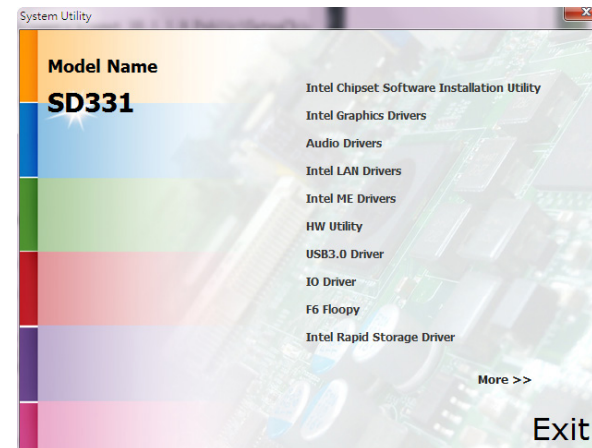 System Utility
Model Name
SD331
Intel Chipset Software Installation Utility
Intel Graphics Drivers
Audio Drivers
Intel LAN Drivers
Intel ME Drivers
HW Utility
USB3.0 Driver
IO Driver
F6 Floopy
Intel Rapid Storage Driver
More >>
Exit